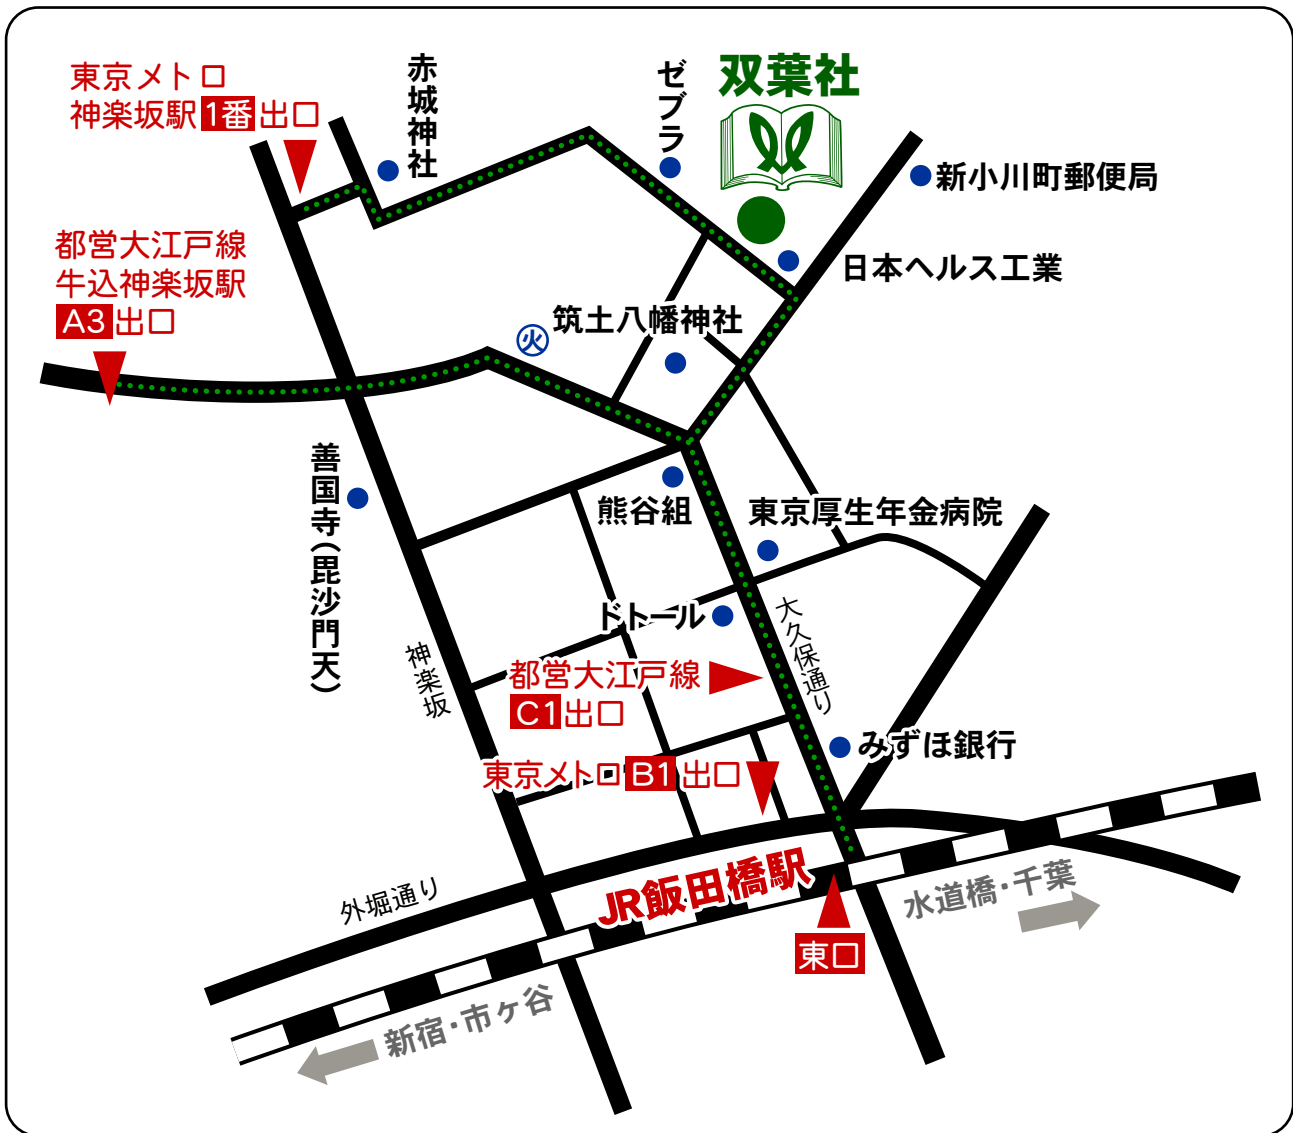 東京メトロ
神楽坂駅1番出口
赤城神社
ゼブラ
双葉社
新小川町郵便局
日本ヘルス工業
都営大江戸線
牛込神楽坂駅
A3出口
筑土八幡神社
火
善国寺(毘沙門天)
熊谷組
東京厚生年金病院
ドトール
大久保通り
神楽坂
都営大江戸線
C1出口
みずほ銀行
東京メトロB1出口
JR飯田橋駅
外堀通り
水道橋・千葉
東口
新宿・市ヶ谷